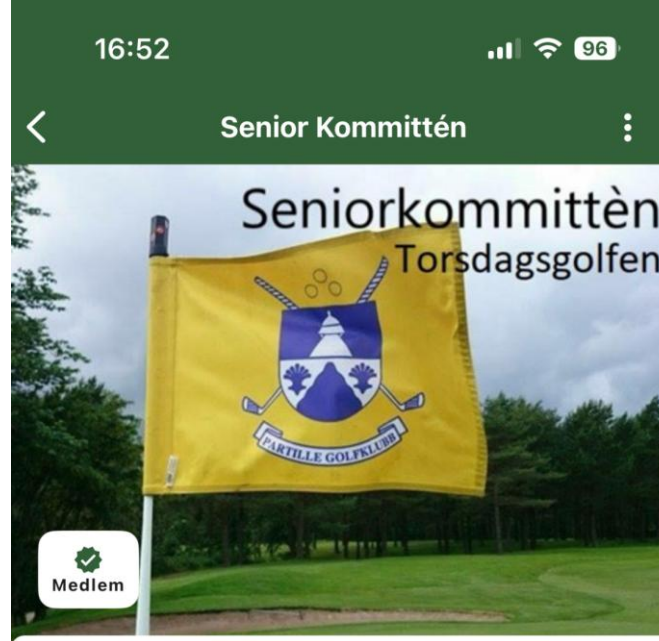 16:52
96
Senior Kommittén
Seniorkommittèn
Torsdagsgolfen
PARTILLE GOLFKLUBB
Medlem